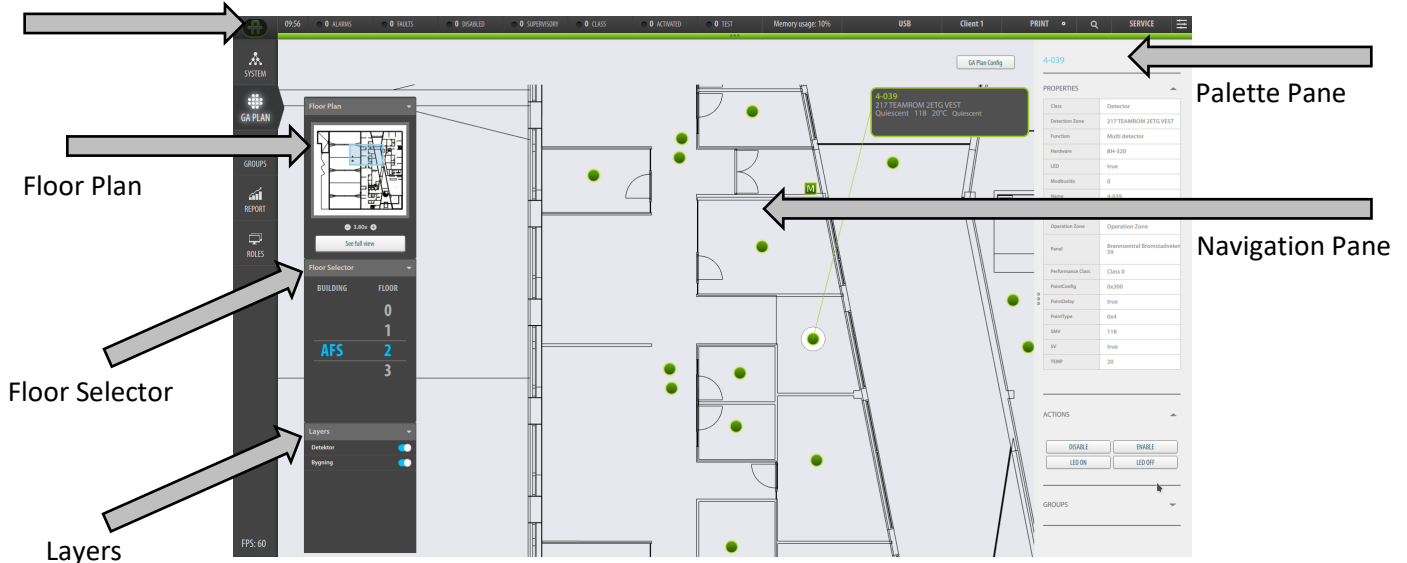 09:56 0 ALARMS 0 FAULTS 0 DISABLED 0 SUPERVISORY 0 CLASS 0 ACTIVATED 0 TEST Memory usage: 10% USB Client 1 PRINT SERVICE
SYSTEM
GA PLAN
GROUPS
REPORT
ROLES
FPS: 60
Floor Plan
Floor Selector
Layers
Floor Plan
3.80x
See full view
Floor Selector
BUILDING FLOOR
0
1
AFS 2
3
Layers
Detektor
Bygning
GA Plan Config
4-039
217 TEAMROM 2ETG VEST
Quiescent 118 20°C Quiescent
M
4-039
PROPERTIES
Class Detector
Detection Zone 217 TEAMROM 2ETG VEST
Function Multi detector
Hardware BH-320
LED true
ModbusIdx 0
Name 4-039
Operation Zone Operation Zone
Panel Brannsentral Bromstadveien
39
Performance Class Class 0
PointConfig 0x300
PointDelay true
PointType 0x4
SMV 118
SV true
TEMP 20
ACTIONS
DISABLE ENABLE
LED ON LED OFF
GROUPS
Palette Pane
Navigation Pane